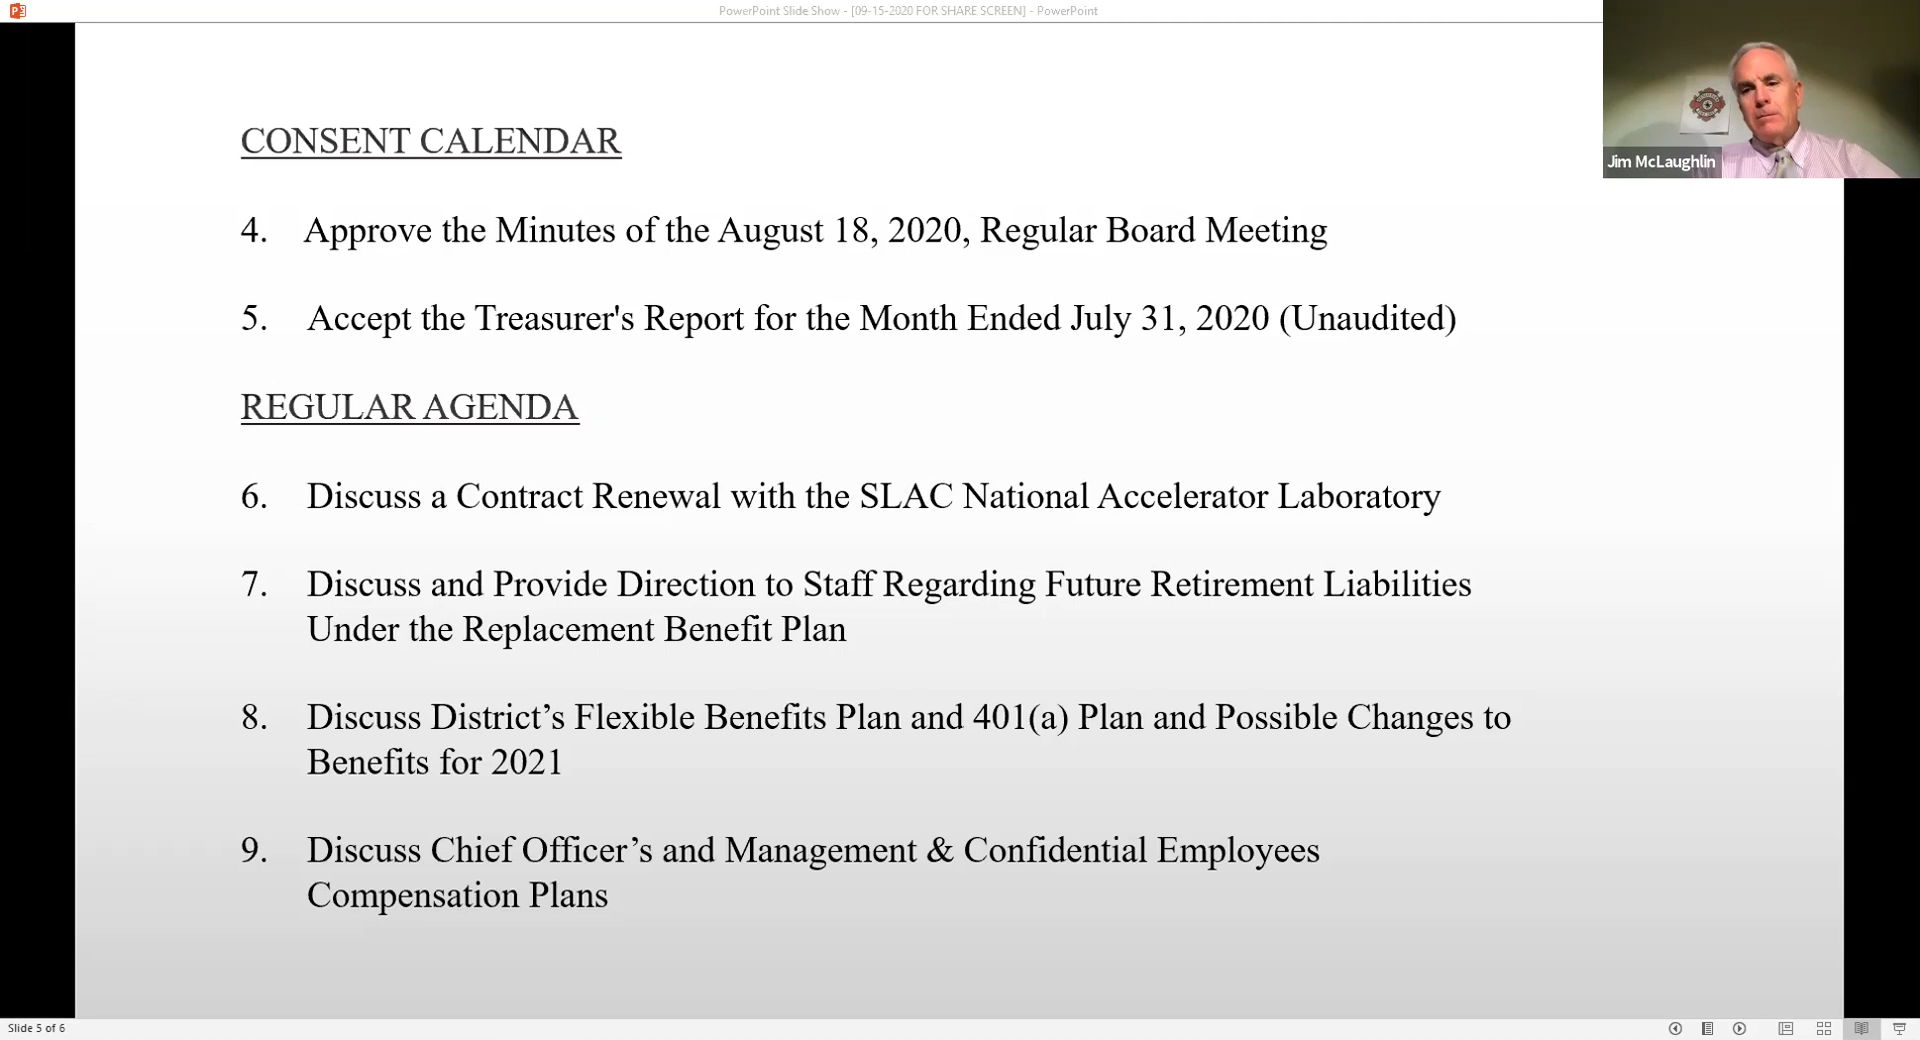 PowerPoint Slide Show - [09-15-2020 FOR SHARE SCREEN] - PowerPoint
CONSENT CALENDAR
4. Approve the Minutes of the August 18, 2020, Regular Board Meeting
5. Accept the Treasurer's Report for the Month Ended July 31, 2020 (Unaudited)
REGULAR AGENDA
6. Discuss a Contract Renewal with the SLAC National Accelerator Laboratory
7. Discuss and Provide Direction to Staff Regarding Future Retirement Liabilities
Under the Replacement Benefit Plan
8. Discuss District’s Flexible Benefits Plan and 401(a) Plan and Possible Changes to
Benefits for 2021
9. Discuss Chief Officer’s and Management & Confidential Employees
Compensation Plans
Jim McLaughlin
Slide 5 of 6